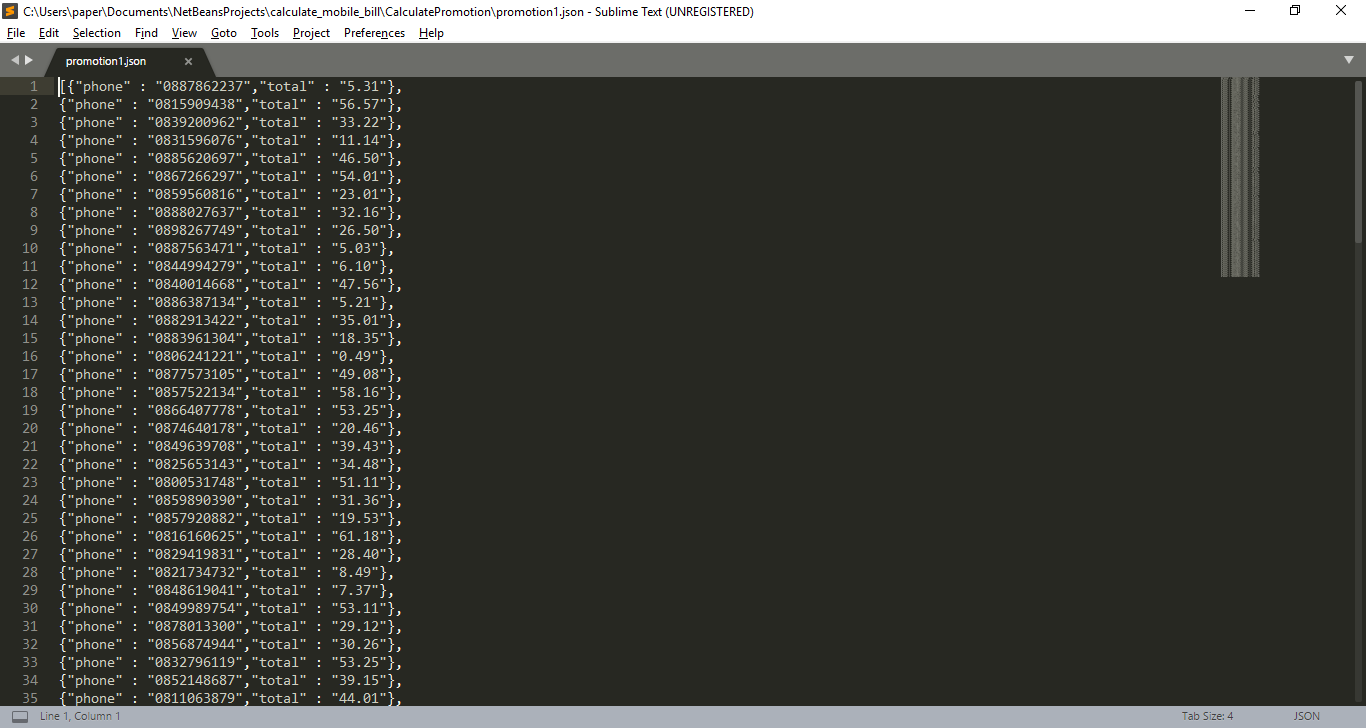 C:\Users\paper\Documents\NetBeansProjects\calculate_mobile_bill\CalculatePromotion\promotion1.json - Sublime Text (UNREGISTERED)
File Edit Selection Find View Goto Tools Project Preferences Help
promotion1.json
1 [{"phone" : "0887862237","total" : "5.31"},
2 {"phone" : "0815909438","total" : "56.57"},
3 {"phone" : "0839200962","total" : "33.22"},
4 {"phone" : "0831596076","total" : "11.14"},
5 {"phone" : "0885620697","total" : "46.50"},
6 {"phone" : "0867266297","total" : "54.01"},
7 {"phone" : "0859560816","total" : "23.01"},
8 {"phone" : "0888027637","total" : "32.16"},
9 {"phone" : "0898267749","total" : "26.50"},
10 {"phone" : "0887563471","total" : "5.03"},
11 {"phone" : "0844994279","total" : "6.10"},
12 {"phone" : "0840014668","total" : "47.56"},
13 {"phone" : "0886387134","total" : "5.21"},
14 {"phone" : "0882913422","total" : "35.01"},
15 {"phone" : "0883961304","total" : "18.35"},
16 {"phone" : "0806241221","total" : "0.49"},
17 {"phone" : "0877573105","total" : "49.08"},
18 {"phone" : "0857522134","total" : "58.16"},
19 {"phone" : "0866407778","total" : "53.25"},
20 {"phone" : "0874640178","total" : "20.46"},
21 {"phone" : "0849639708","total" : "39.43"},
22 {"phone" : "0825653143","total" : "34.48"},
23 {"phone" : "0800531748","total" : "51.11"},
24 {"phone" : "0859890390","total" : "31.36"},
25 {"phone" : "0857920882","total" : "19.53"},
26 {"phone" : "0816160625","total" : "61.18"},
27 {"phone" : "0829419831","total" : "28.40"},
28 {"phone" : "0821734732","total" : "8.49"},
29 {"phone" : "0848619041","total" : "7.37"},
30 {"phone" : "0849989754","total" : "53.11"},
31 {"phone" : "0878013300","total" : "29.12"},
32 {"phone" : "0856874944","total" : "30.26"},
33 {"phone" : "0832796119","total" : "53.25"},
34 {"phone" : "0852148687","total" : "39.15"},
35 {"phone" : "0811063879","total" : "44.01"},
Line 1, Column 1 Tab Size: 4 JSON